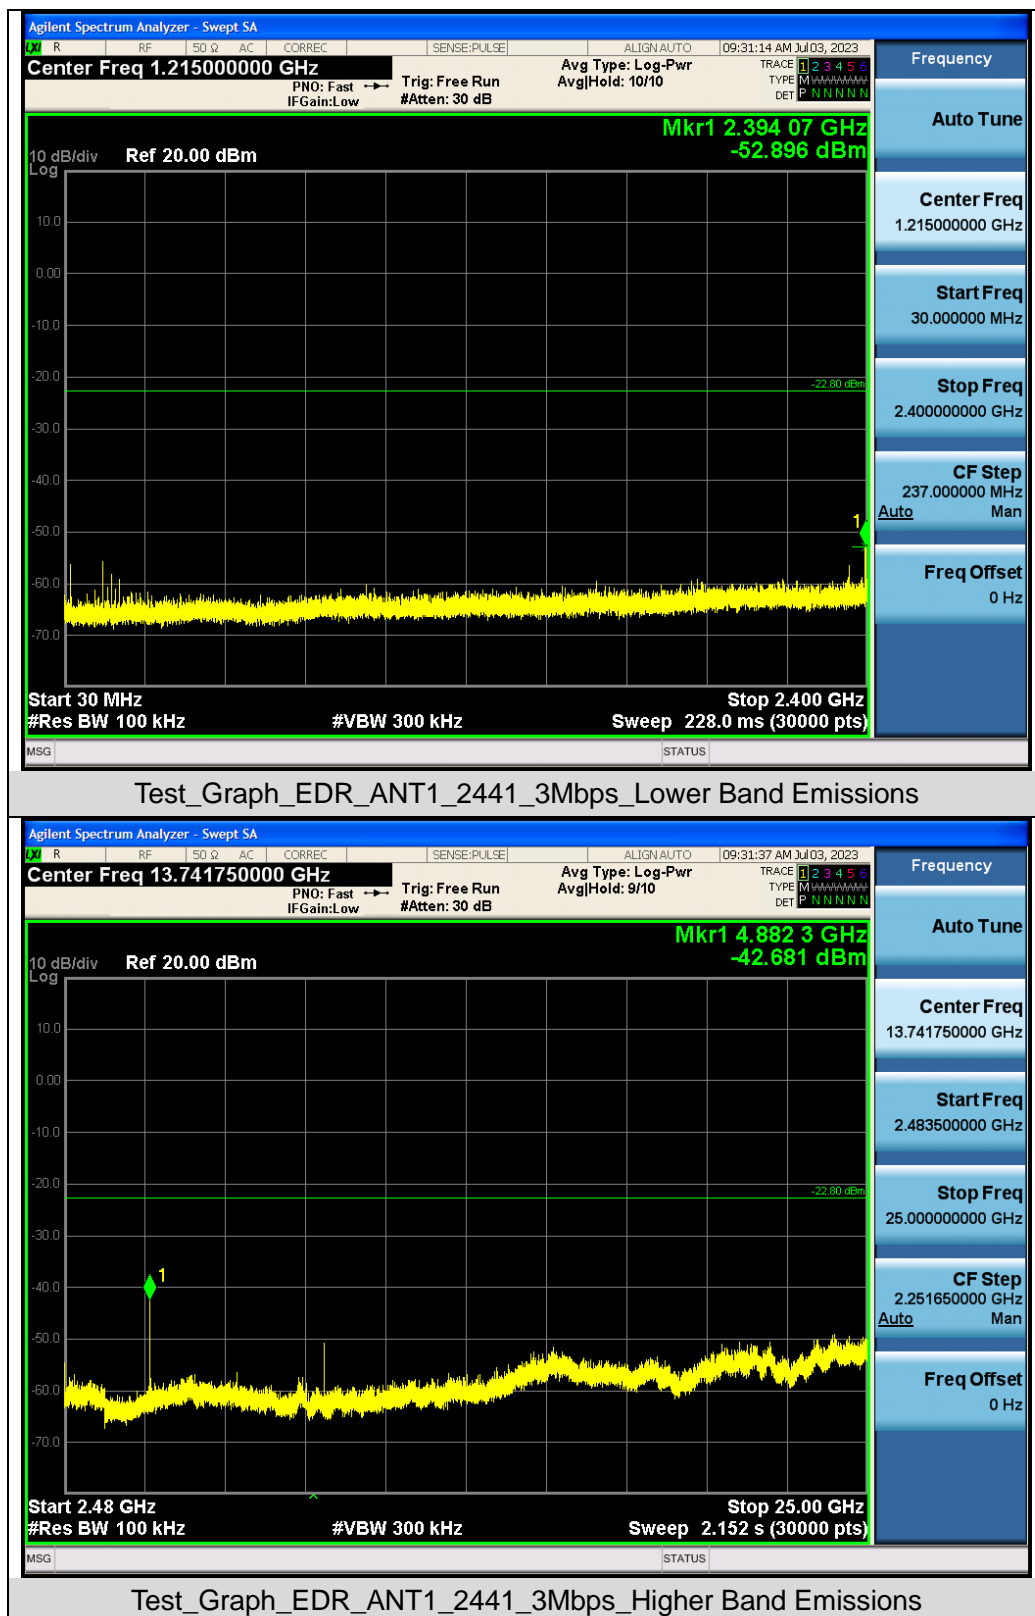 Agilent Spectrum Analyzer - Swept SA
LXI R RF 50 Ω AC CORREC SENSE:PULSE ALIGN AUTO 09:31:14 AM Jul 03, 2023
Center Freq 1.215000000 GHz
PNO: Fast
IFGain:Low
Trig: Free Run
#Atten: 30 dB
Avg Type: Log-Pwr
Avg|Hold: 10/10
TRACE 1 2 3 4 5 6
TYPE M
DET P N N N N N
Mkr1 2.394 07 GHz
-52.896 dBm
10 dB/div Ref 20.00 dBm
Log
10.0
0.00
-10.0
-20.0
-22.80 dBm
-30.0
-40.0
-50.0
1
-60.0
-70.0
Start 30 MHz Stop 2.400 GHz
#Res BW 100 kHz #VBW 300 kHz Sweep 228.0 ms (30000 pts)
MSG STATUS
Frequency
Auto Tune
Center Freq
1.215000000 GHz
Start Freq
30.000000 MHz
Stop Freq
2.400000000 GHz
CF Step
237.000000 MHz
Auto Man
Freq Offset
0 Hz
Test_Graph_EDR_ANT1_2441_3Mbps_Lower Band Emissions
Agilent Spectrum Analyzer - Swept SA
LXI R RF 50 Ω AC CORREC SENSE:PULSE ALIGN AUTO 09:31:37 AM Jul 03, 2023
Center Freq 13.741750000 GHz
PNO: Fast
IFGain:Low
Trig: Free Run
#Atten: 30 dB
Avg Type: Log-Pwr
Avg|Hold: 9/10
TRACE 1 2 3 4 5 6
TYPE M
DET P N N N N N
Mkr1 4.882 3 GHz
-42.681 dBm
10 dB/div Ref 20.00 dBm
Log
10.0
0.00
-10.0
-20.0
-22.80 dBm
-30.0
1
-40.0
-50.0
-60.0
-70.0
Start 2.48 GHz Stop 25.00 GHz
#Res BW 100 kHz #VBW 300 kHz Sweep 2.152 s (30000 pts)
MSG STATUS
Frequency
Auto Tune
Center Freq
13.741750000 GHz
Start Freq
2.483500000 GHz
Stop Freq
25.000000000 GHz
CF Step
2.251650000 GHz
Auto Man
Freq Offset
0 Hz
Test_Graph_EDR_ANT1_2441_3Mbps_Higher Band Emissions